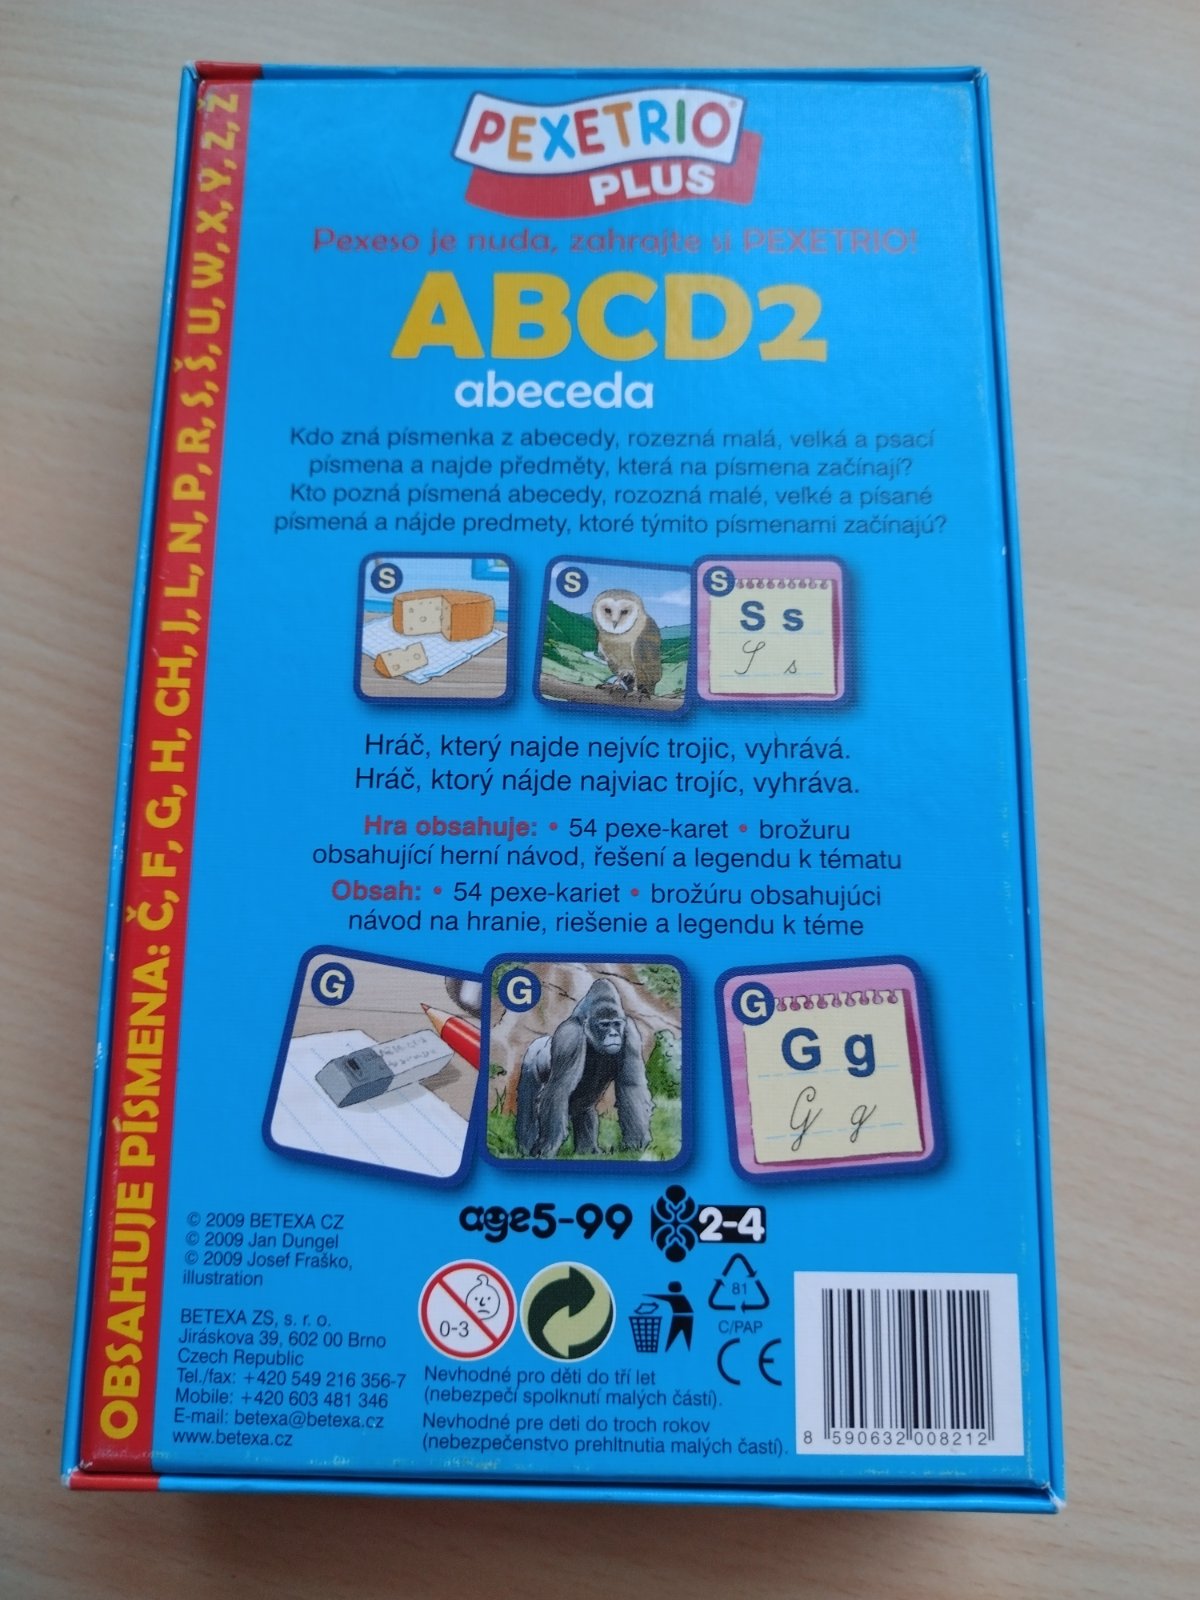 PEXETRIO®
PLUS
Pexeso je nuda, zahrajte si PEXETRIO!
ABCD2
abeceda
Kdo zná písmenka z abecedy, rozezná malá, velká a psací
písmena a najde předměty, která na písmena začínají?
Kto pozná písmená abecedy, rozozná malé, veľké a písané
písmená a nájde predmety, ktoré týmito písmenami začínajú?
S
S
S
S s
S s
Hráč, který najde nejvíc trojic, vyhrává.
Hráč, ktorý nájde najviac trojíc, vyhráva.
Hra obsahuje: • 54 pexe-karet • brožuru
obsahující herní návod, řešení a legendu k tématu
Obsah: • 54 pexe-kariet • brožúru obsahujúci
návod na hranie, riešenie a legendu k téme
G
G
G
G g
G g
OBSAHUJE PÍSMENA: Č, F, G, H, CH, J, L, N, P, R, S, Š, U, W, X, Y, Z, Ž
age5-99
2-4
© 2009 BETEXA CZ
© 2009 Jan Dungel
© 2009 Josef Fraško,
illustration
BETEXA ZS, s. r. o.
Jiráskova 39, 602 00 Brno
Czech Republic
Tel./fax: +420 549 216 356-7
Mobile: +420 603 481 346
E-mail: betexa@betexa.cz
www.betexa.cz
0-3
81
C/PAP
CE
Nevhodné pro děti do tří let
(nebezpečí spolknutí malých částí).
Nevhodné pre deti do troch rokov
(nebezpečenstvo prehltnutia malých častí).
8 590632 008212